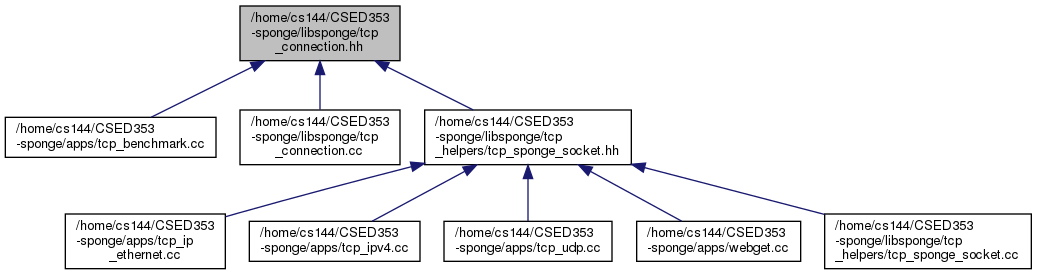 /home/cs144/CSED353
-sponge/libsponge/tcp
_connection.hh
/home/cs144/CSED353
-sponge/apps/tcp_benchmark.cc
/home/cs144/CSED353
-sponge/libsponge/tcp
_connection.cc
/home/cs144/CSED353
-sponge/libsponge/tcp
_helpers/tcp_sponge_socket.hh
/home/cs144/CSED353
-sponge/apps/tcp_ip
_ethernet.cc
/home/cs144/CSED353
-sponge/apps/tcp_ipv4.cc
/home/cs144/CSED353
-sponge/apps/tcp_udp.cc
/home/cs144/CSED353
-sponge/apps/webget.cc
/home/cs144/CSED353
-sponge/libsponge/tcp
_helpers/tcp_sponge_socket.cc